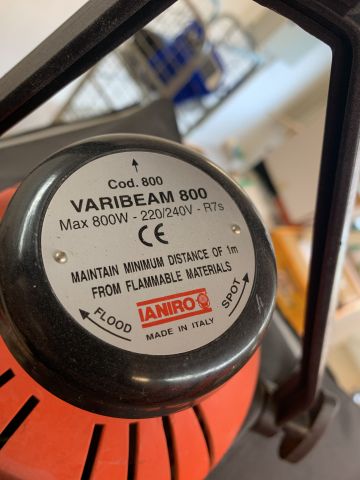 Cod. 800
VARIBEAM 800
Max 800W - 220/240V - R7s
CE
MAINTAIN MINIMUM DISTANCE OF 1m
FROM FLAMMABLE MATERIALS
IANIRO
FLOOD
SPOT
MADE IN ITALY